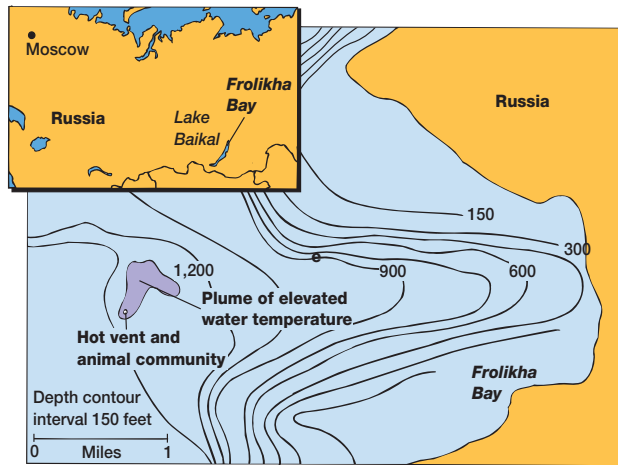 Moscow
Frolikha
Bay
Russia
Lake
Baikal
Russia
150
300
1,200
900
600
Plume of elevated
water temperature
Hot vent and
animal community
Frolikha
Bay
Depth contour
interval 150 feet
0 Miles 1
e